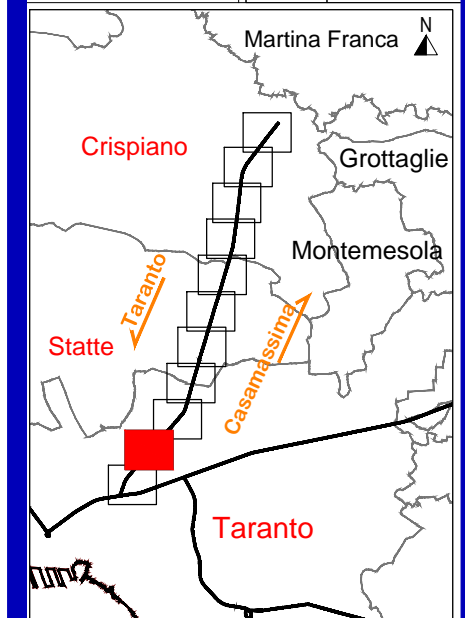 Martina Franca
N
Crispiano
Grottaglie
Montemesola
Taranto
Casamassima
Statte
Taranto